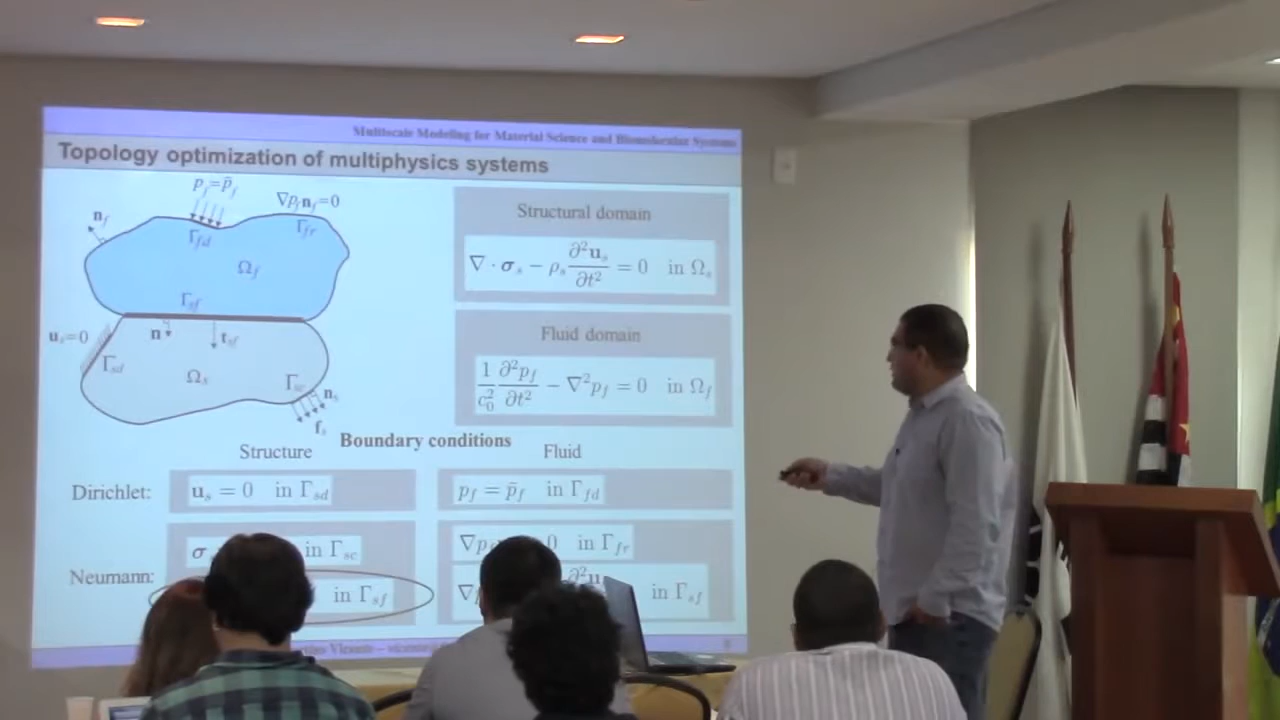 Multiscale Modeling for Material Science and Biomolecular Systems
Topology optimization of multiphysics systems
p_f=p̄_f
∇p_f n_f=0
n_f
Γ_fd
Γ_fr
Ω_f
Γ_sf
u_s=0
n
t_sf
Γ_sd
Ω_s
Γ_sc
n_s
f_s
Structural domain
∇ · σ_s − ρ_s ∂²u_s/∂t² = 0 in Ω_s
Fluid domain
1/c_0² ∂²p_f/∂t² − ∇²p_f = 0 in Ω_f
Boundary conditions
Structure Fluid
Dirichlet: u_s = 0 in Γ_sd p_f = p̄_f in Γ_fd
σ in Γ_sc ∇p 0 in Γ_fr
Neumann: in Γ_sf ∇ ∂²u in Γ_sf
Vicente –